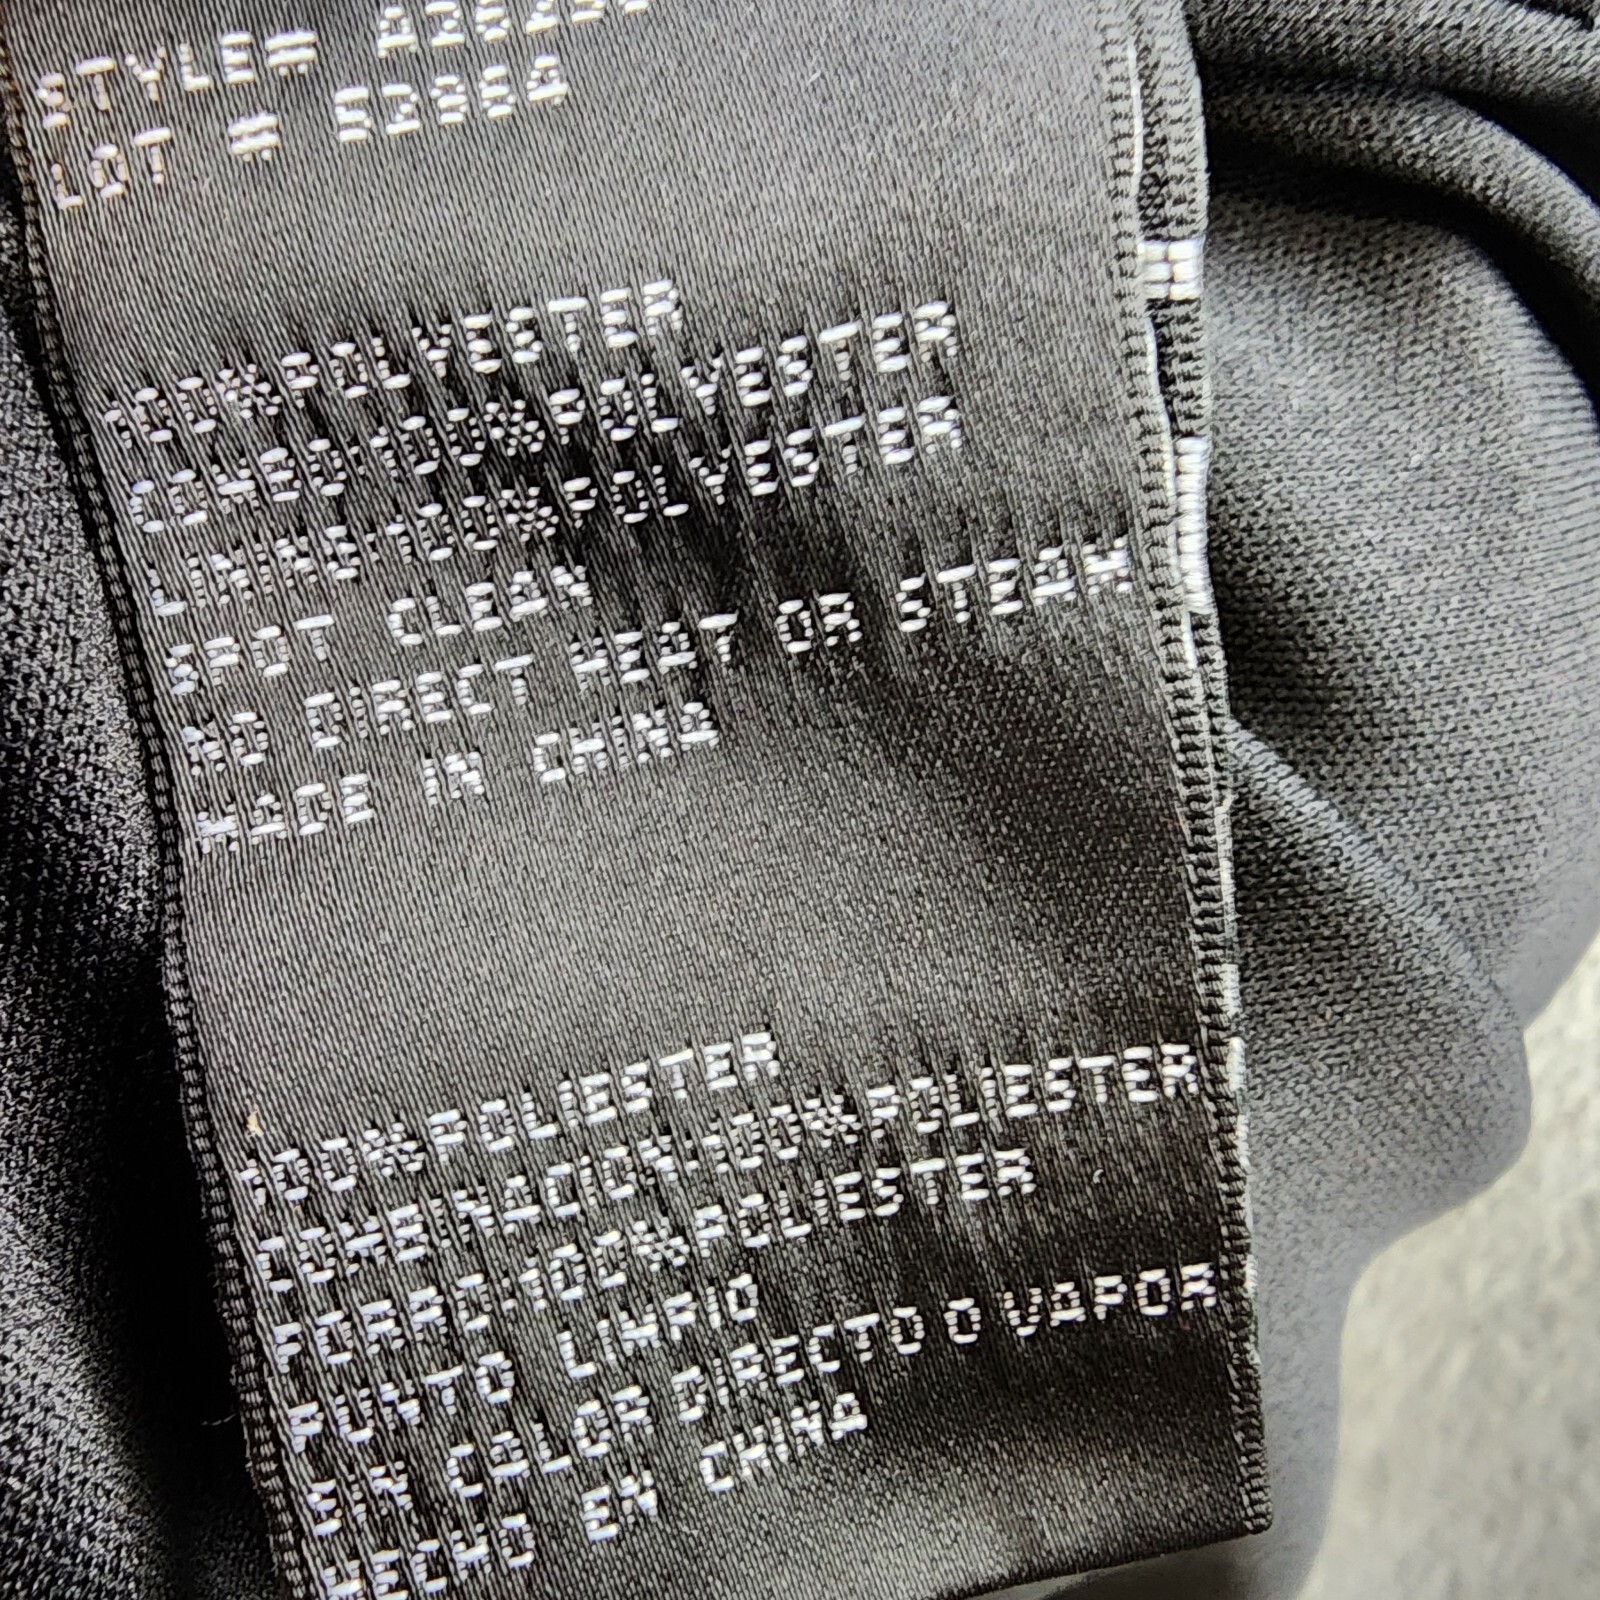 STYLE#
LOT # 5286A
100%POLYESTER
COMBO:100%POLYESTER
LINING:100%POLYESTER
SPOT CLEAN
NO DIRECT HEAT OR STEAM
MADE IN CHINA
100%POLIESTER
COMBINACION:100%POLIESTER
FORRO:100%POLIESTER
PUNTO LIMPIO
SIN CALOR DIRECTO O VAPOR
HECHO EN CHINA